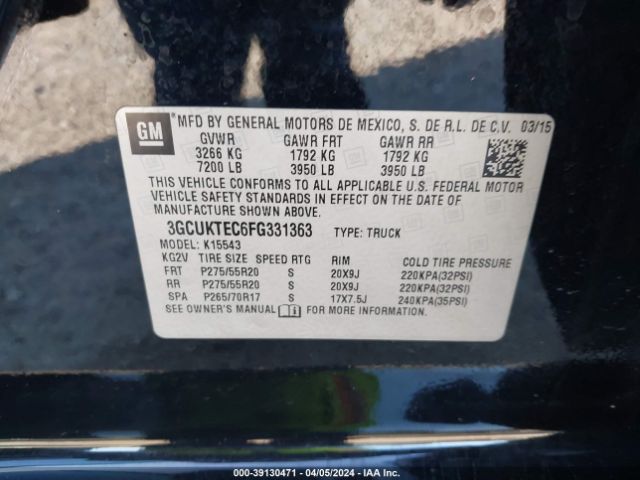 GM
MFD BY GENERAL MOTORS DE MEXICO, S. DE R.L. DE C.V. 03/15
GVWR GAWR FRT GAWR RR
3266 KG 1792 KG 1792 KG
7200 LB 3950 LB 3950 LB
THIS VEHICLE CONFORMS TO ALL APPLICABLE U.S. FEDERAL MOTOR
VEHICLE SAFETY STANDARDS IN EFFECT ON THE DATE OF
MANUFACTURE SHOWN ABOVE.
3GCUKTEC6FG331363 TYPE: TRUCK
MODEL: K15543
KG2V TIRE SIZE SPEED RTG RIM COLD TIRE PRESSURE
FRT P275/55R20 S 20X9J 220KPA(32PSI)
RR P275/55R20 S 20X9J 220KPA(32PSI)
SPA P265/70R17 S 17X7.5J 240KPA(35PSI)
SEE OWNER'S MANUAL FOR MORE INFORMATION.
000-39130471 - 04/05/2024 - IAA Inc.